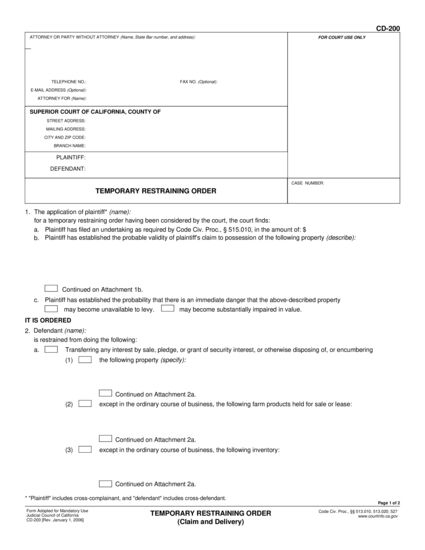 CD-200
ATTORNEY OR PARTY WITHOUT ATTORNEY (Name, State Bar number, and address):
FOR COURT USE ONLY
TELEPHONE NO.:
FAX NO. (Optional):
E-MAIL ADDRESS (Optional):
ATTORNEY FOR (Name):
SUPERIOR COURT OF CALIFORNIA, COUNTY OF
STREET ADDRESS:
MAILING ADDRESS:
CITY AND ZIP CODE:
BRANCH NAME:
PLAINTIFF:
DEFENDANT:
TEMPORARY RESTRAINING ORDER
CASE NUMBER:
1. The application of plaintiff* (name):
for a temporary restraining order having been considered by the court, the court finds:
a. Plaintiff has filed an undertaking as required by Code Civ. Proc., § 515.010, in the amount of: $
b. Plaintiff has established the probable validity of plaintiff's claim to possession of the following property (describe):
Continued on Attachment 1b.
c. Plaintiff has established the probability that there is an immediate danger that the above-described property
may become unavailable to levy. may become substantially impaired in value.
IT IS ORDERED
2. Defendant (name):
is restrained from doing the following:
a. Transferring any interest by sale, pledge, or grant of security interest, or otherwise disposing of, or encumbering
(1) the following property (specify):
Continued on Attachment 2a.
(2) except in the ordinary course of business, the following farm products held for sale or lease:
Continued on Attachment 2a.
(3) except in the ordinary course of business, the following inventory:
Continued on Attachment 2a.
* "Plaintiff" includes cross-complainant, and "defendant" includes cross-defendant.
Page 1 of 2
Form Adopted for Mandatory Use
Judicial Council of California
CD-200 [Rev. January 1, 2006]
TEMPORARY RESTRAINING ORDER
(Claim and Delivery)
Code Civ. Proc., §§ 513.010, 513.020, 527
www.courtinfo.ca.gov